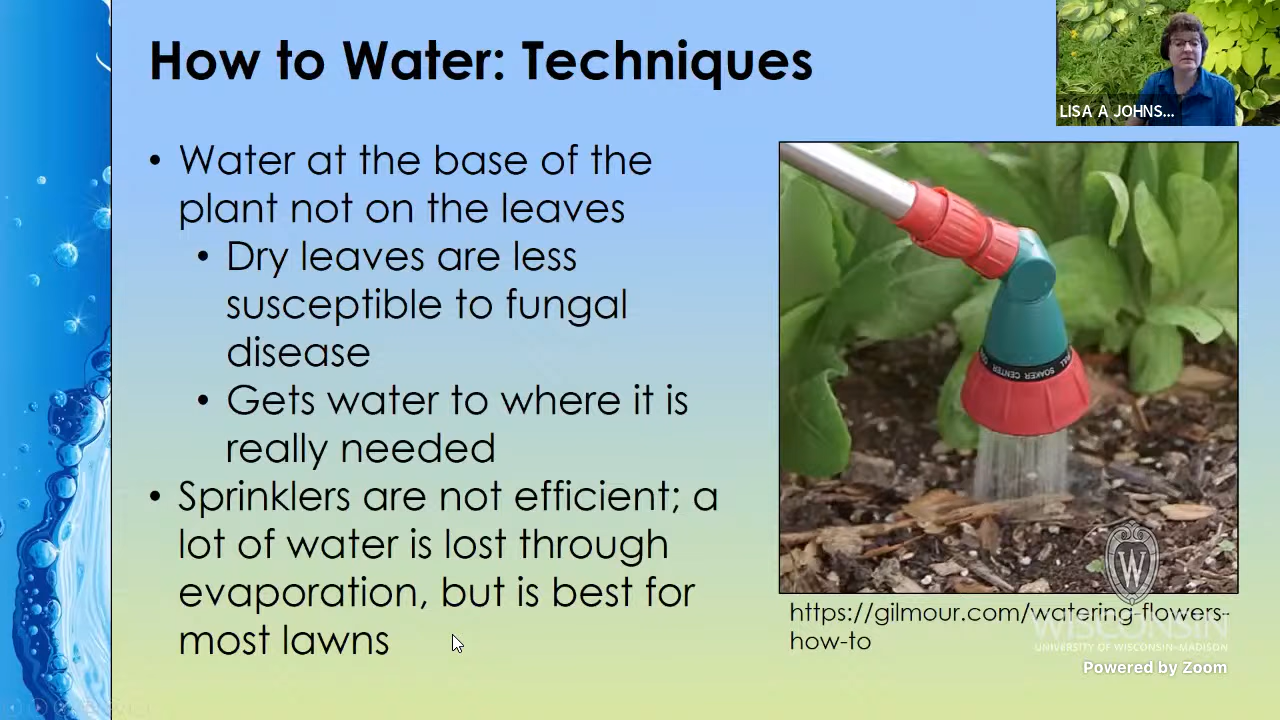 How to Water: Techniques
LISA A JOHNS...
• Water at the base of the
plant not on the leaves
• Dry leaves are less
susceptible to fungal
disease
• Gets water to where it is
really needed
• Sprinklers are not efficient; a
lot of water is lost through
evaporation, but is best for
most lawns
SOAKER CENTER
https://gilmour.com/watering-flowers-
how-to
W
WISCONSIN
UNIVERSITY OF WISCONSIN–MADISON
Powered by Zoom